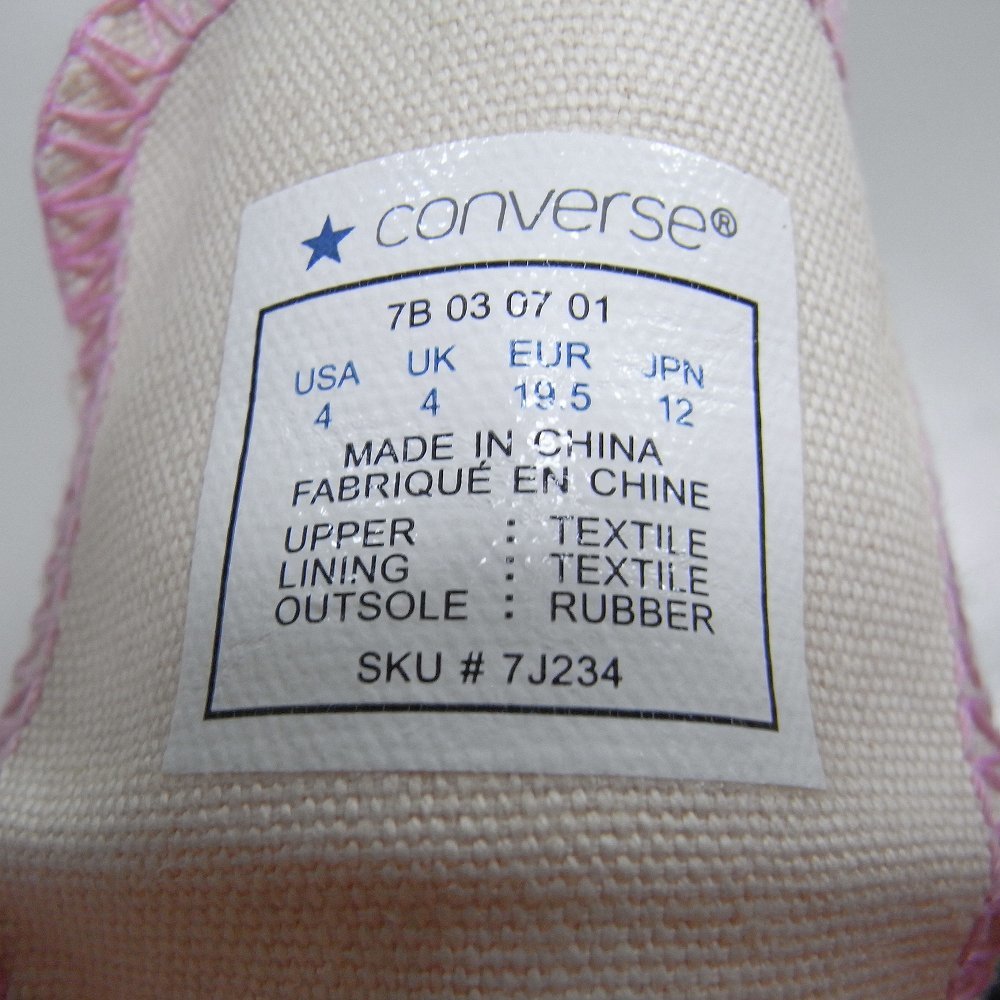 converse®
7B 03 07 01
USA UK EUR JPN
4 4 19.5 12
MADE IN CHINA
FABRIQUÉ EN CHINE
UPPER : TEXTILE
LINING : TEXTILE
OUTSOLE : RUBBER
SKU # 7J234